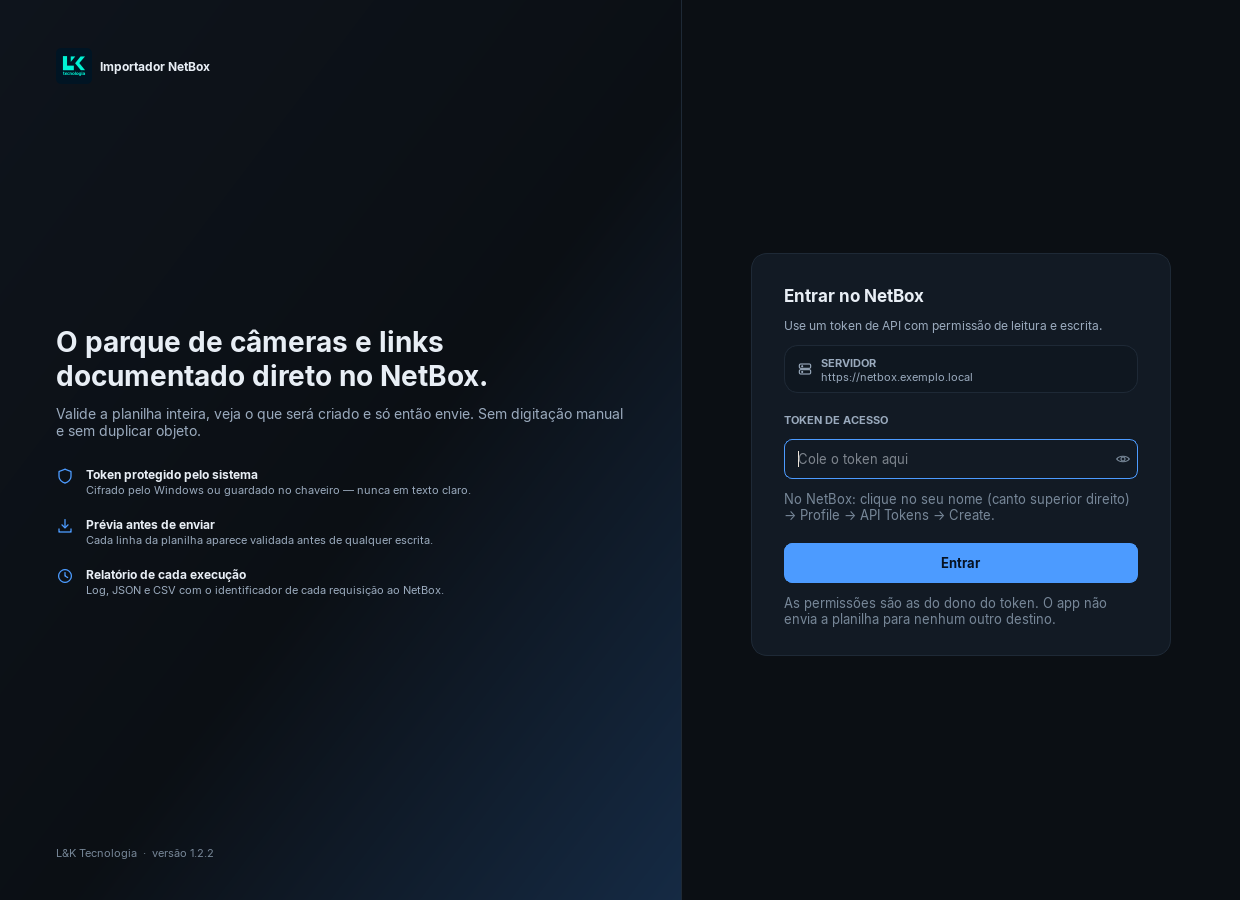 LK
tecnologia
Importador NetBox
O parque de câmeras e links
documentado direto no NetBox.
Valide a planilha inteira, veja o que será criado e só então envie. Sem digitação manual
e sem duplicar objeto.
Token protegido pelo sistema
Cifrado pelo Windows ou guardado no chaveiro — nunca em texto claro.
Prévia antes de enviar
Cada linha da planilha aparece validada antes de qualquer escrita.
Relatório de cada execução
Log, JSON e CSV com o identificador de cada requisição ao NetBox.
L&K Tecnologia · versão 1.2.2
Entrar no NetBox
Use um token de API com permissão de leitura e escrita.
SERVIDOR
https://netbox.exemplo.local
TOKEN DE ACESSO
Cole o token aqui
No NetBox: clique no seu nome (canto superior direito)
→ Profile → API Tokens → Create.
Entrar
As permissões são as do dono do token. O app não
envia a planilha para nenhum outro destino.